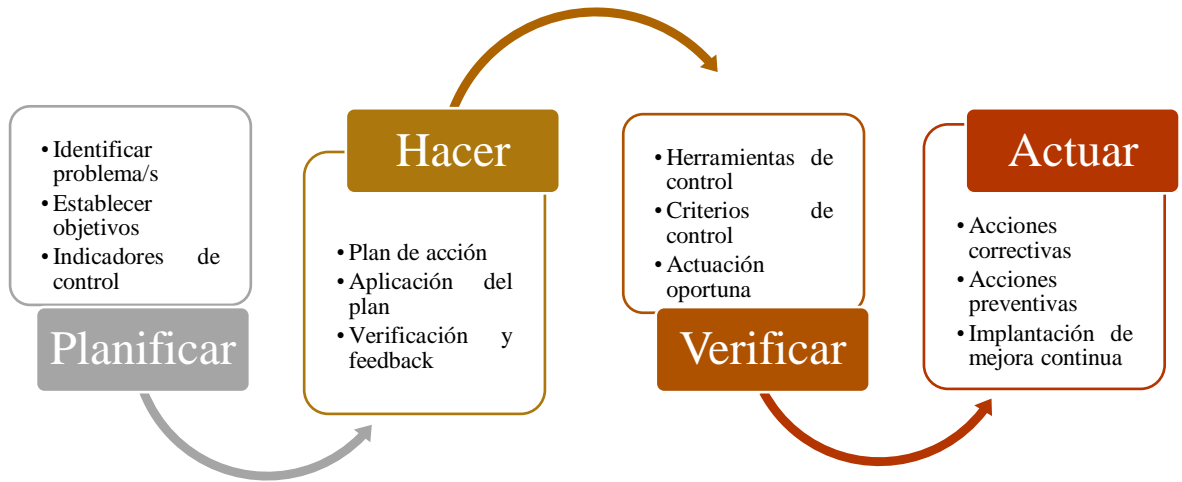 • Identificar
problema/s
• Establecer
objetivos
• Indicadores de
control
Planificar
Hacer
• Plan de acción
• Aplicación del
plan
• Verificación y
feedback
• Herramientas de
control
• Criterios de
control
• Actuación
oportuna
Verificar
Actuar
• Acciones
correctivas
• Acciones
preventivas
• Implantación de
mejora continua